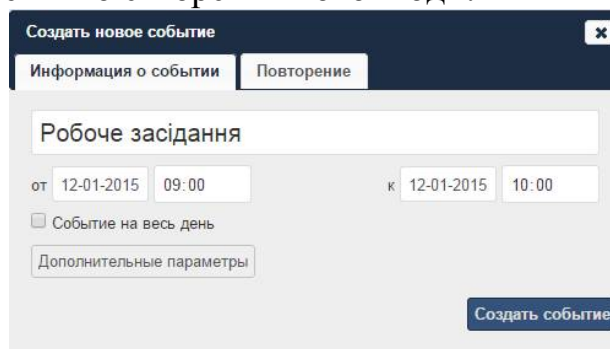 Создать новое событие
Информация о событии Повторение
Робоче засідання
от 12-01-2015 09:00 к 12-01-2015 10:00
Событие на весь день
Дополнительные параметры
Создать событие